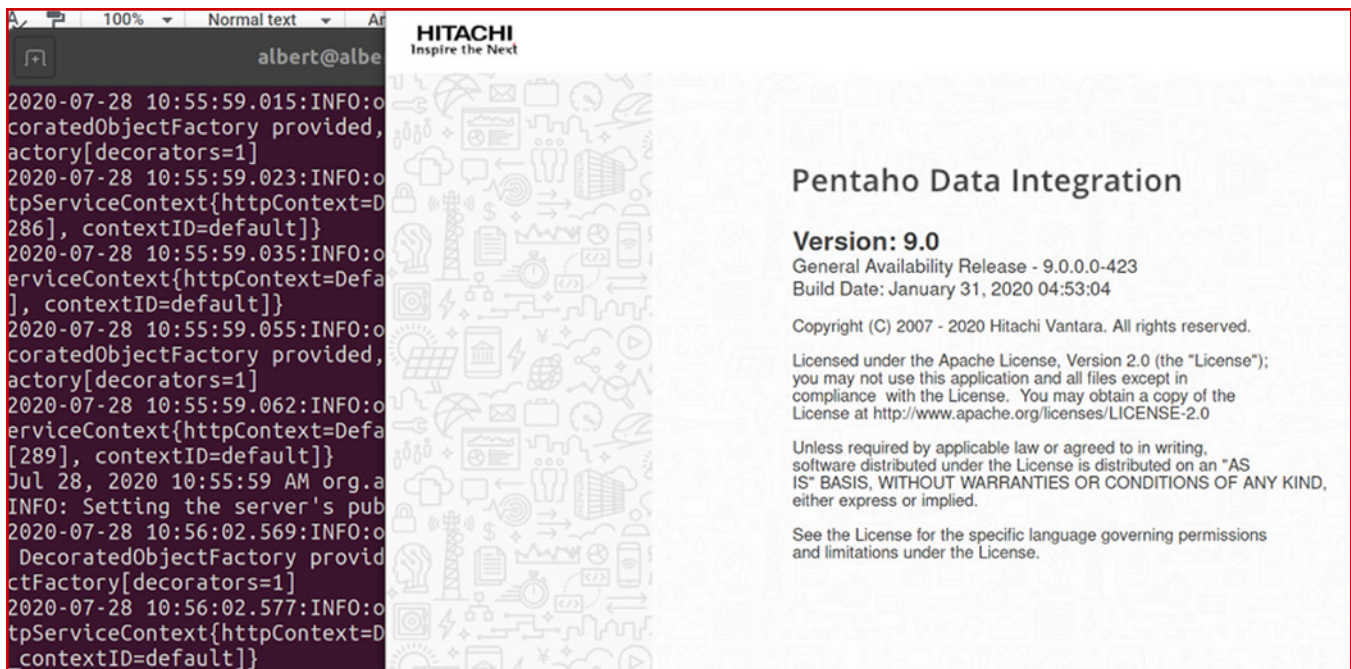 100% Normal text
albert@albe
2020-07-28 10:55:59.015:INFO:o
coratedObjectFactory provided,
actory[decorators=1]
2020-07-28 10:55:59.023:INFO:o
tpServiceContext{httpContext=D
286], contextID=default]}
2020-07-28 10:55:59.035:INFO:o
erviceContext{httpContext=Defa
], contextID=default]}
2020-07-28 10:55:59.055:INFO:o
coratedObjectFactory provided,
actory[decorators=1]
2020-07-28 10:55:59.062:INFO:o
erviceContext{httpContext=Defa
[289], contextID=default]}
Jul 28, 2020 10:55:59 AM org.a
INFO: Setting the server's pub
2020-07-28 10:56:02.569:INFO:o
DecoratedObjectFactory provid
ctFactory[decorators=1]
2020-07-28 10:56:02.577:INFO:o
tpServiceContext{httpContext=D
contextID=default]}
HITACHI
Inspire the Next
Pentaho Data Integration
Version: 9.0
General Availability Release - 9.0.0.0-423
Build Date: January 31, 2020 04:53:04
Copyright (C) 2007 - 2020 Hitachi Vantara. All rights reserved.
Licensed under the Apache License, Version 2.0 (the "License");
you may not use this application and all files except in
compliance with the License. You may obtain a copy of the
License at http://www.apache.org/licenses/LICENSE-2.0
Unless required by applicable law or agreed to in writing,
software distributed under the License is distributed on an "AS
IS" BASIS, WITHOUT WARRANTIES OR CONDITIONS OF ANY KIND,
either express or implied.
See the License for the specific language governing permissions
and limitations under the License.